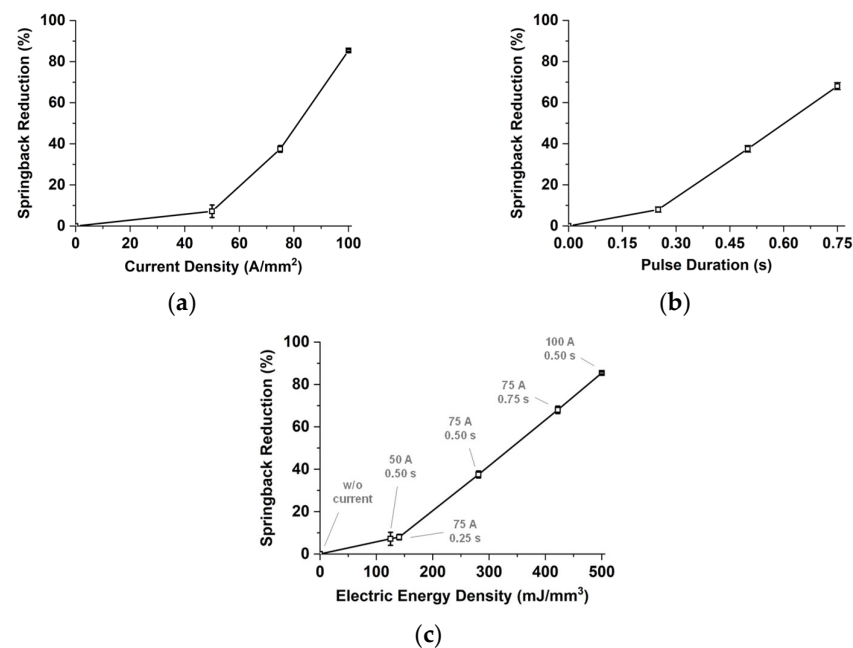 100
80
60
40
20
0
Springback Reduction (%)
0 20 40 60 80 100
Current Density (A/mm²)
(a)
100
80
60
40
20
0
Springback Reduction (%)
0.00 0.15 0.30 0.45 0.60 0.75
Pulse Duration (s)
(b)
100
80
60
40
20
0
Springback Reduction (%)
w/o
current
50 A
0.50 s
75 A
0.25 s
75 A
0.50 s
75 A
0.75 s
100 A
0.50 s
0 100 200 300 400 500
Electric Energy Density (mJ/mm³)
(c)